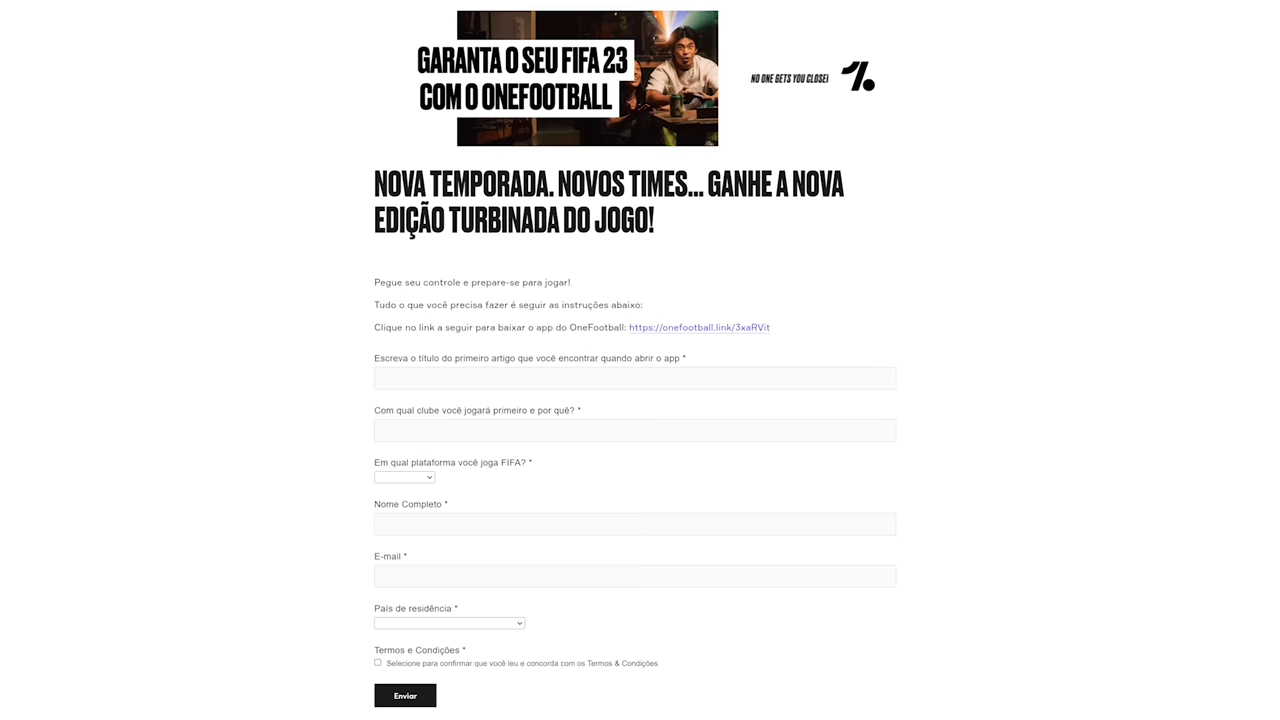 GARANTA O SEU FIFA 23
COM O ONEFOOTBALL
NO ONE GETS YOU CLOSER
NOVA TEMPORADA. NOVOS TIMES... GANHE A NOVA
EDIÇÃO TURBINADA DO JOGO!
Pegue seu controle e prepare-se para jogar!
Tudo o que você precisa fazer é seguir as instruções abaixo:
Clique no link a seguir para baixar o app do OneFootball: https://onefootball.link/3xaRVit
Escreva o título do primeiro artigo que você encontrar quando abrir o app *
Com qual clube você jogará primeiro e por quê? *
Em qual plataforma você joga FIFA? *
Nome Completo *
E-mail *
País de residência *
Termos e Condições *
Selecione para confirmar que você leu e concorda com os Termos & Condições
Enviar